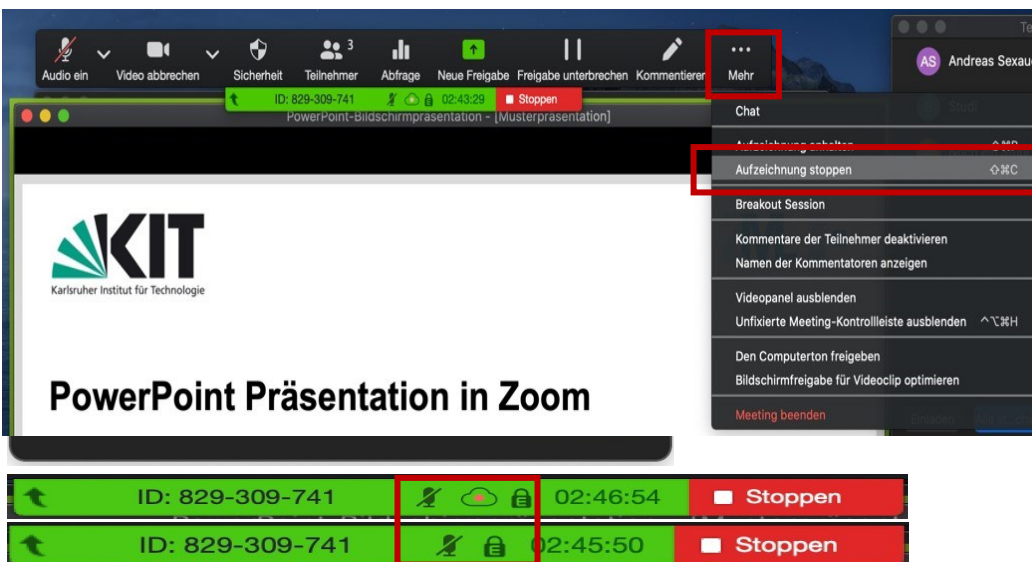 3
Audio ein Video abbrechen Sicherheit Teilnehmer Abfrage Neue Freigabe Freigabe unterbrechen Kommentieren Mehr
AS Andreas Sexau
ID: 829-309-741 02:43:29 Stoppen
PowerPoint-Bildschirmpräsentation - [Musterpräsentation]
Chat
Studi
Aufzeichnung anhalten ⇧⌘P
Aufzeichnung stoppen ⇧⌘C
Breakout Session
Kommentare der Teilnehmer deaktivieren
Namen der Kommentatoren anzeigen
Videopanel ausblenden
Unfixierte Meeting-Kontrollleiste ausblenden ^⌥⌘H
Den Computerton freigeben
Bildschirmfreigabe für Videoclip optimieren
Meeting beenden
Einladen
KIT
Karlsruher Institut für Technologie
PowerPoint Präsentation in Zoom
ID: 829-309-741 02:46:54 Stoppen
ID: 829-309-741 02:45:50 Stoppen